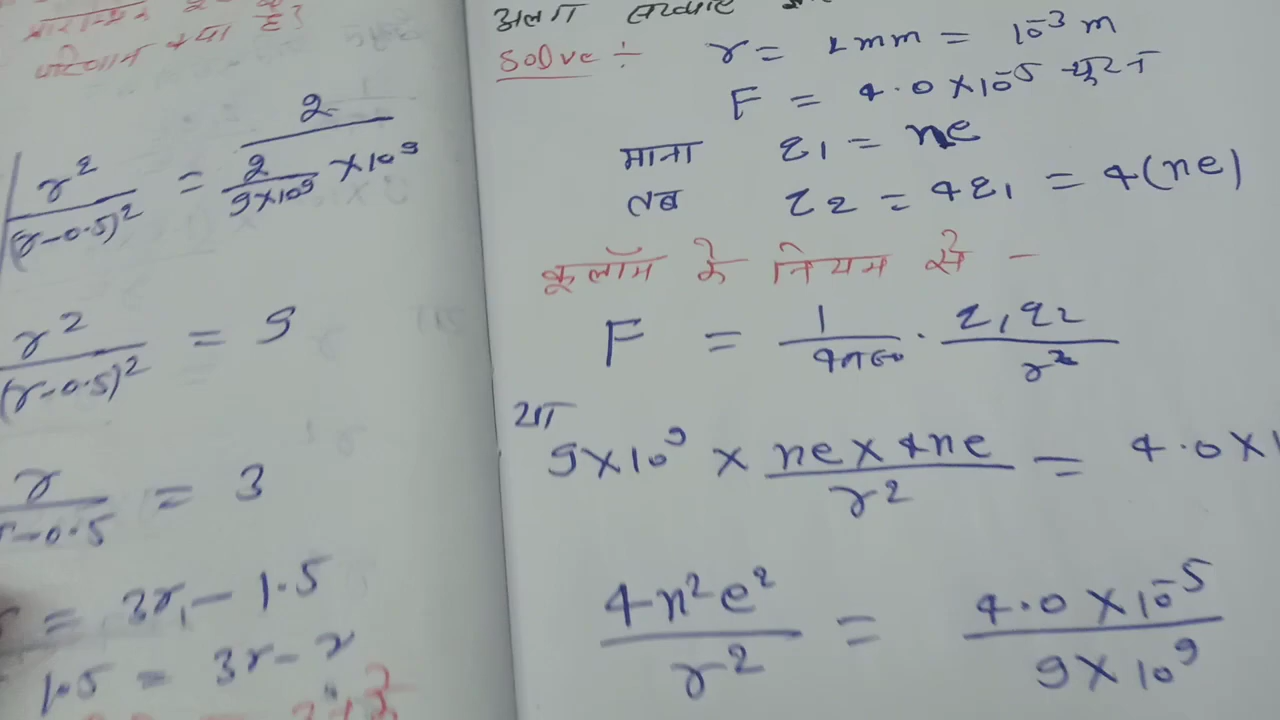 r² / (r-0.5)² = 2 / (2 / 9×10⁹ × 10⁹)
r² / (r-0.5)² = 9
r / r-0.5 = 3
r = 3r - 1.5
1.5 = 3r - r
अलग
Solve ÷ r = 1mm = 10⁻³ m
F = 4.0×10⁻⁵ न्यूटन
माना q₁ = ne
तब q₂ = 4q₁ = 4(ne)
कूलॉम के नियम से -
F = 1 / 4πε₀ . q₁q₂ / r²
या
9×10⁹ × ne×4ne / r² = 4.0×1
4n²e² / r² = 4.0×10⁻⁵ / 9×10⁹